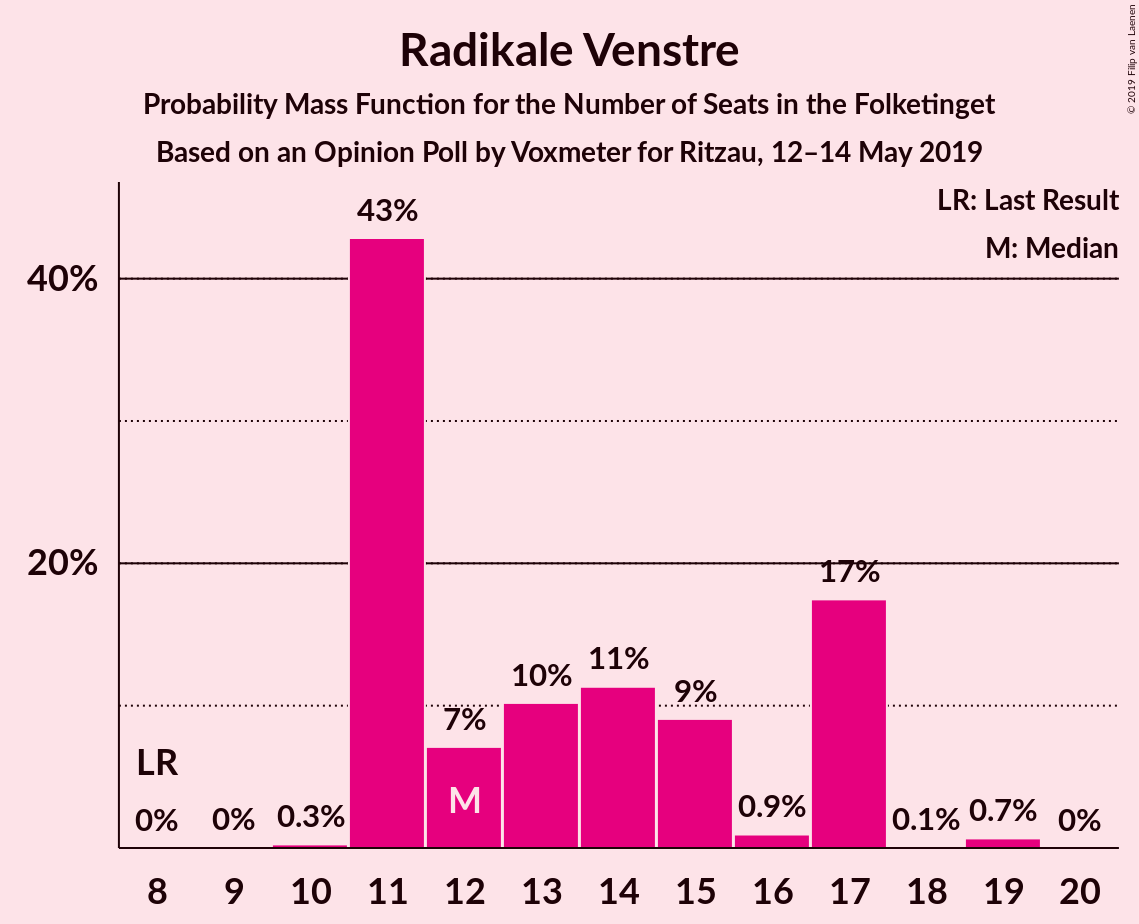 Radikale Venstre
Probability Mass Function for the Number of Seats in the Folketinget
Based on an Opinion Poll by Voxmeter for Ritzau, 12–14 May 2019
© 2019 Filip van Laenen
LR: Last Result
M: Median
43%
40%
20%
17%
11%
10%
9%
7%
LR
M
0%
0%
0.3%
0.9%
0.1%
0.7%
0%
8 9 10 11 12 13 14 15 16 17 18 19 20